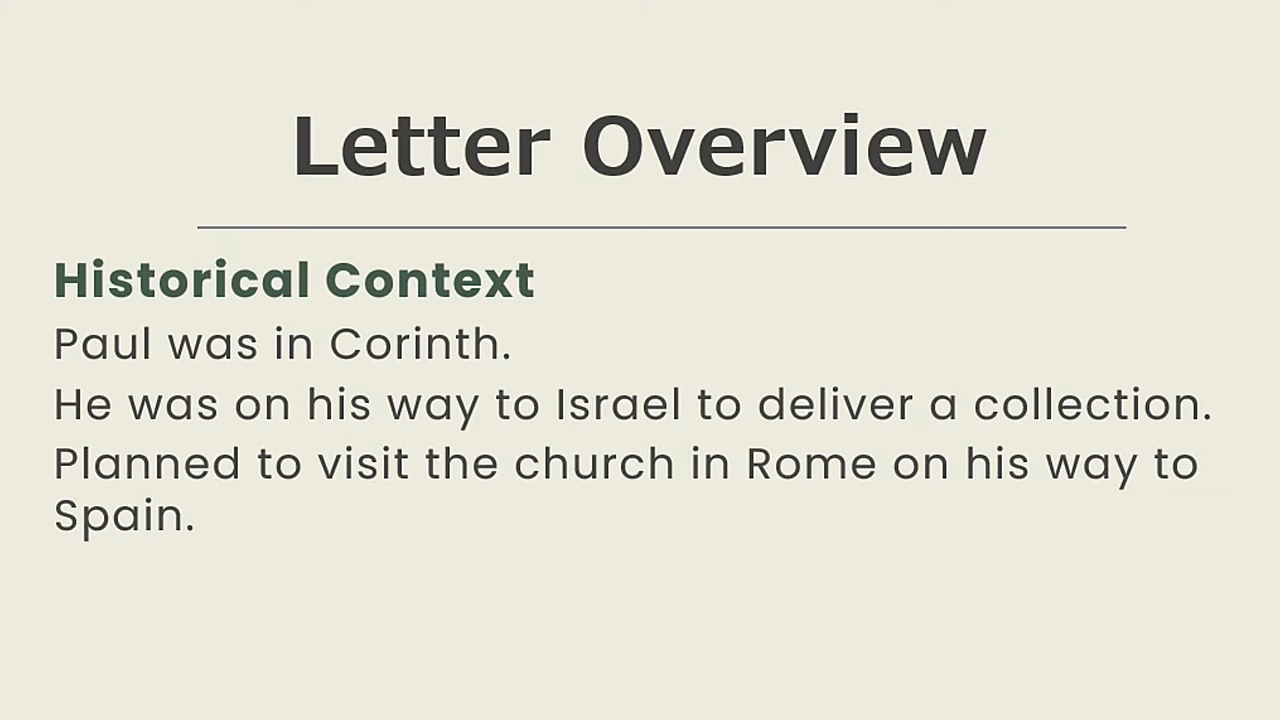 Letter Overview
Historical Context
Paul was in Corinth.
He was on his way to Israel to deliver a collection.
Planned to visit the church in Rome on his way to
Spain.